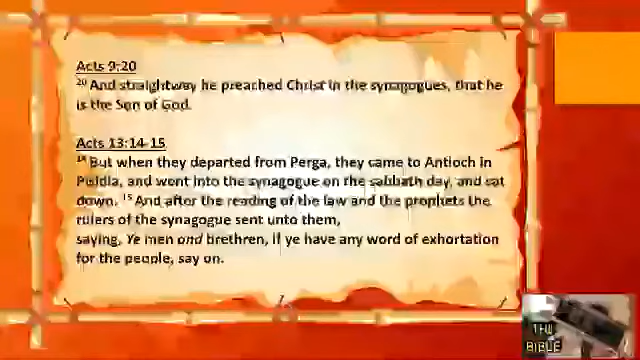 Acts 9:20
20 And straightway he preached Christ in the synagogues, that he
is the Son of God.
Acts 13:14-15
14 But when they departed from Perga, they came to Antioch in
Pisidia, and went into the synagogue on the sabbath day, and sat
down. 15 And after the reading of the law and the prophets the
rulers of the synagogue sent unto them,
saying, Ye men and brethren, if ye have any word of exhortation
for the people, say on.
THE
BIBLE